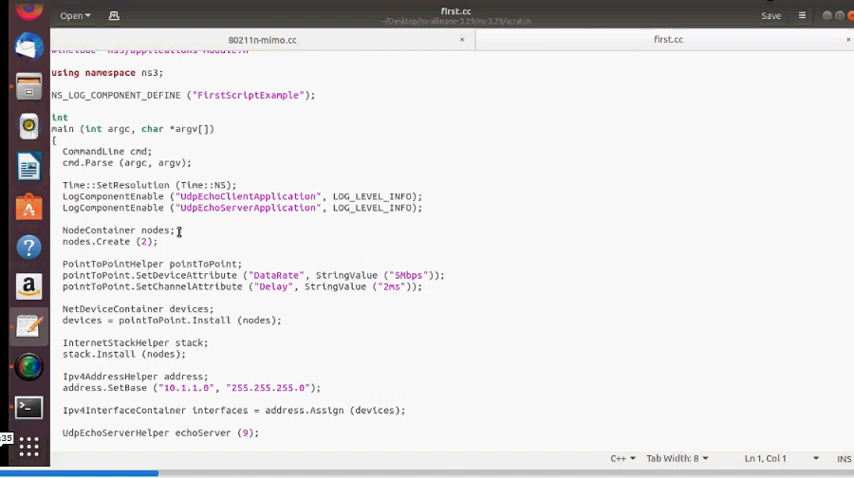 Open
first.cc
~/Desktop/ns-allinone-3.29/ns-3.29/scratch
Save
80211n-mimo.cc
first.cc
using namespace ns3;
NS_LOG_COMPONENT_DEFINE ("FirstScriptExample");
int
main (int argc, char *argv[])
{
CommandLine cmd;
cmd.Parse (argc, argv);
Time::SetResolution (Time::NS);
LogComponentEnable ("UdpEchoClientApplication", LOG_LEVEL_INFO);
LogComponentEnable ("UdpEchoServerApplication", LOG_LEVEL_INFO);
NodeContainer nodes;
nodes.Create (2);
PointToPointHelper pointToPoint;
pointToPoint.SetDeviceAttribute ("DataRate", StringValue ("5Mbps"));
pointToPoint.SetChannelAttribute ("Delay", StringValue ("2ms"));
NetDeviceContainer devices;
devices = pointToPoint.Install (nodes);
InternetStackHelper stack;
stack.Install (nodes);
Ipv4AddressHelper address;
address.SetBase ("10.1.1.0", "255.255.255.0");
Ipv4InterfaceContainer interfaces = address.Assign (devices);
UdpEchoServerHelper echoServer (9);
:35
C++ Tab Width: 8 Ln 1, Col 1 INS